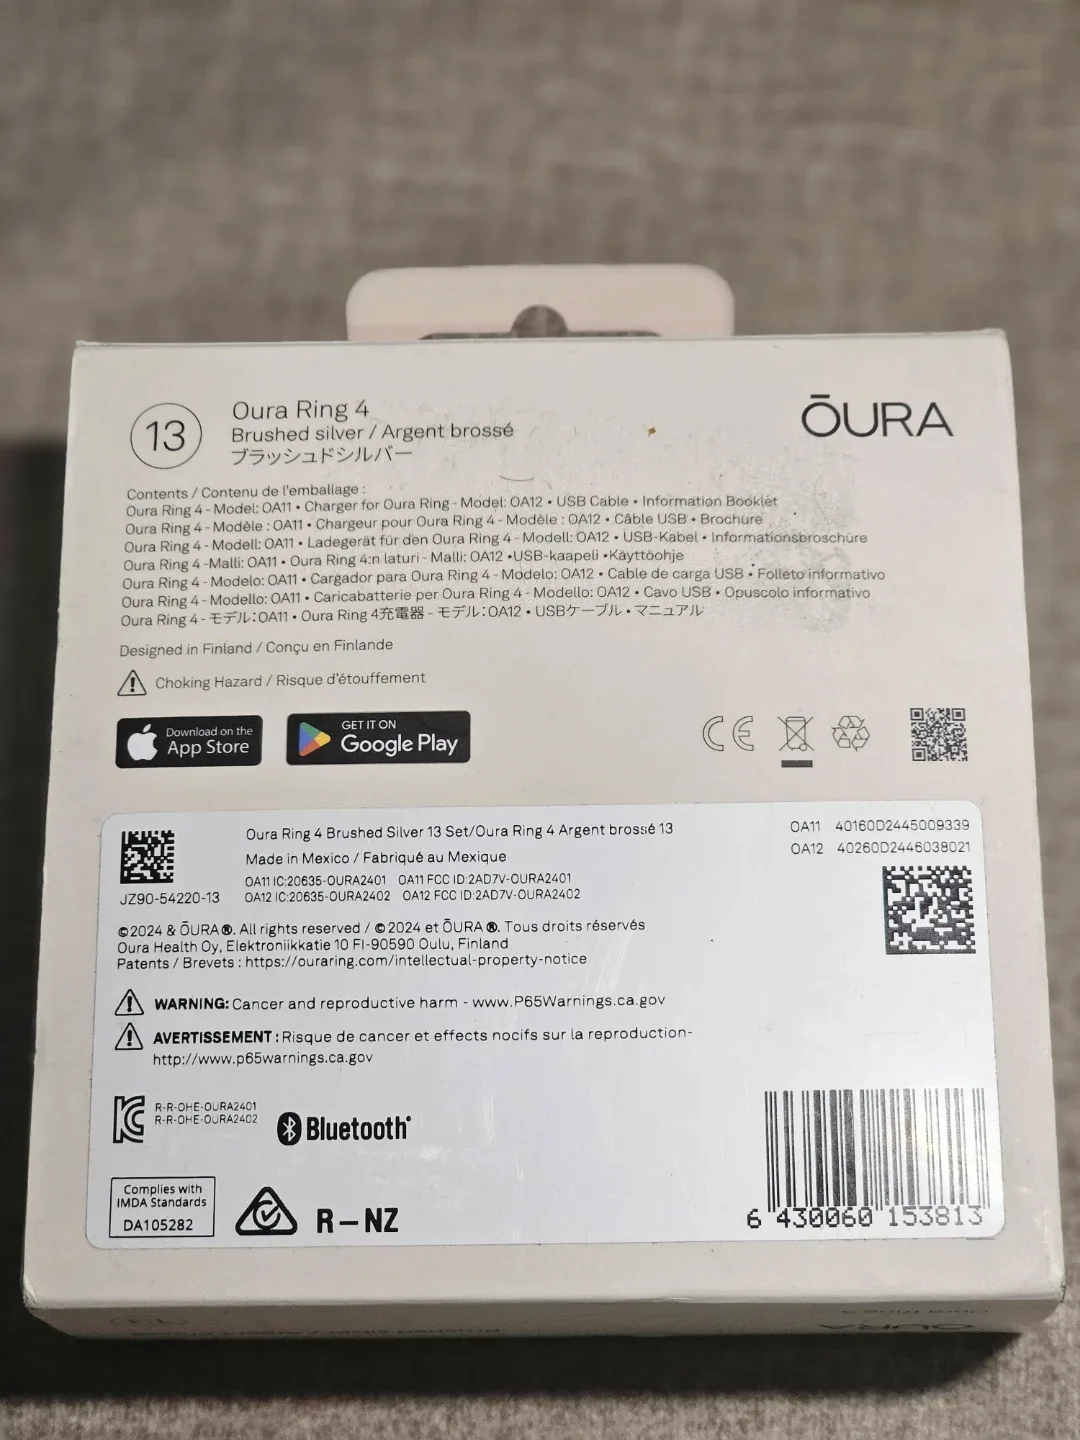 13
Oura Ring 4
Brushed silver / Argent brossé
ブラッシュドシルバー
ŌURA
Contents / Contenu de l'emballage :
Oura Ring 4 - Model: OA11 • Charger for Oura Ring - Model: OA12 • USB Cable • Information Booklet
Oura Ring 4 - Modèle : OA11 • Chargeur pour Oura Ring 4 - Modèle : OA12 • Câble USB • Brochure
Oura Ring 4 - Modell: OA11 • Ladegerät für den Oura Ring 4 - Modell: OA12 • USB-Kabel • Informationsbroschüre
Oura Ring 4 -Malli: OA11 • Oura Ring 4:n laturi - Malli: OA12 •USB-kaapeli •Käyttöohje
Oura Ring 4 - Modelo: OA11 • Cargador para Oura Ring 4 - Modelo: OA12 • Cable de carga USB • Folleto informativo
Oura Ring 4 - Modello: OA11 • Caricabatterie per Oura Ring 4 - Modello: OA12 • Cavo USB • Opuscolo informativo
Oura Ring 4 - モデル:OA11 • Oura Ring 4充電器 - モデル:OA12 • USBケーブル • マニュアル
Designed in Finland / Conçu en Finlande
Choking Hazard / Risque d'étouffement
Download on the
App Store
GET IT ON
Google Play
CE
Oura Ring 4 Brushed Silver 13 Set/Oura Ring 4 Argent brossé 13
Made in Mexico / Fabriqué au Mexique
OA11 IC:20635-OURA2401 OA11 FCC ID:2AD7V-OURA2401
OA12 IC:20635-OURA2402 OA12 FCC ID:2AD7V-OURA2402
JZ90-54220-13
OA11 40160D2445009339
OA12 40260D2446038021
©2024 & ŌURA®. All rights reserved / ©2024 et ŌURA®. Tous droits réservés
Oura Health Oy, Elektroniikkatie 10 FI-90590 Oulu, Finland
Patents / Brevets : https://ouraring.com/intellectual-property-notice
WARNING: Cancer and reproductive harm - www.P65Warnings.ca.gov
AVERTISSEMENT : Risque de cancer et effects nocifs sur la reproduction-
http://www.p65warnings.ca.gov
R-R-OHE-OURA2401
R-R-OHE-OURA2402
Bluetooth
Complies with
IMDA Standards
DA105282
R-NZ
6 430060 153813